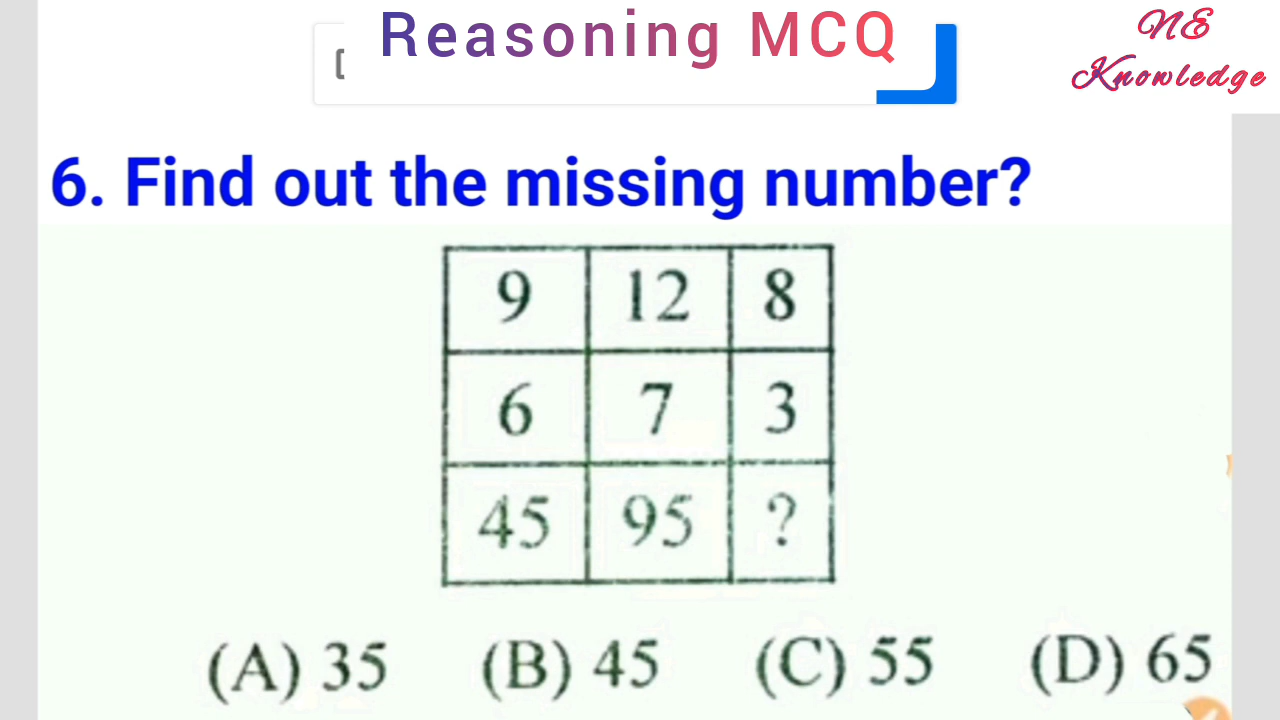 Reasoning MCQ
NE
Knowledge
6. Find out the missing number?
9 12 8
6 7 3
45 95 ?
(A) 35 (B) 45 (C) 55 (D) 65